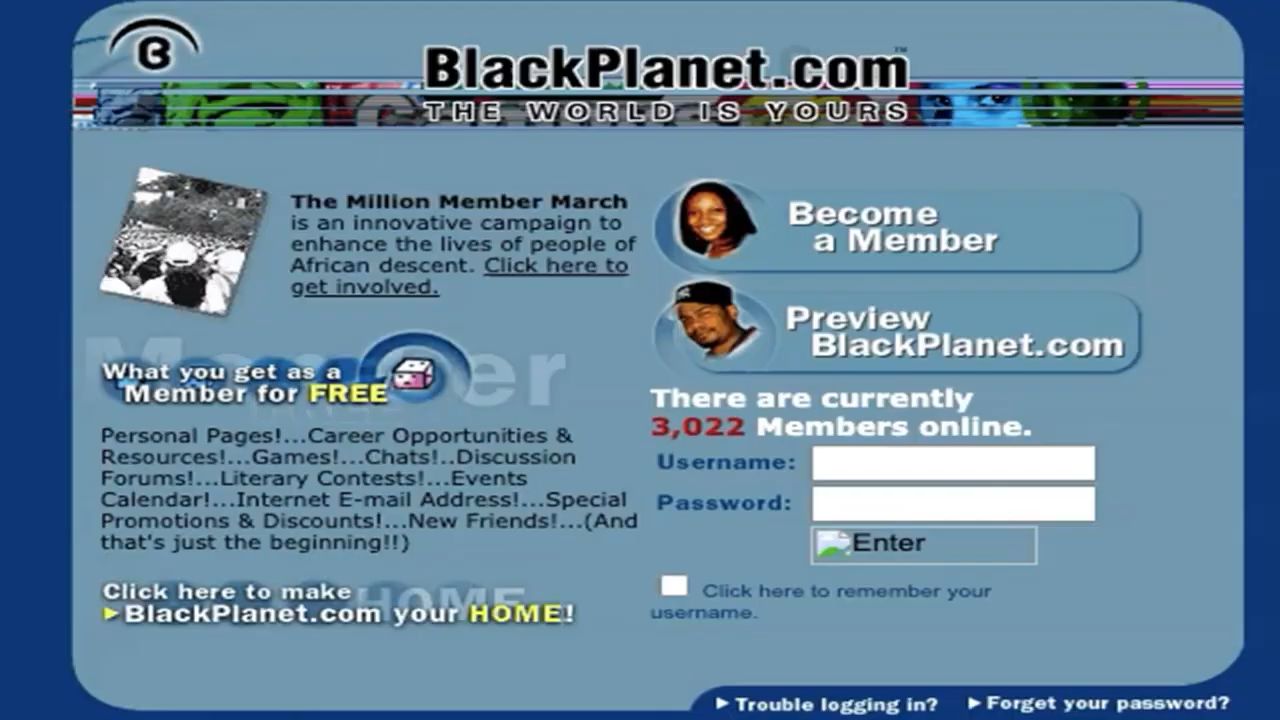 B
BlackPlanet.com™
THE WORLD IS YOURS
The Million Member March
is an innovative campaign to
enhance the lives of people of
African descent. Click here to
get involved.
Become
a Member
Preview
BlackPlanet.com
Member
What you get as a
Member for FREE
Personal Pages!...Career Opportunities &
Resources!...Games!...Chats!..Discussion
Forums!...Literary Contests!...Events
Calendar!...Internet E-mail Address!...Special
Promotions & Discounts!...New Friends!...(And
that's just the beginning!!)
HOME
Click here to make
▸BlackPlanet.com your HOME!
There are currently
3,022 Members online.
Username:
Password:
Enter
Click here to remember your
username.
▸Trouble logging in? ▸Forget your password?